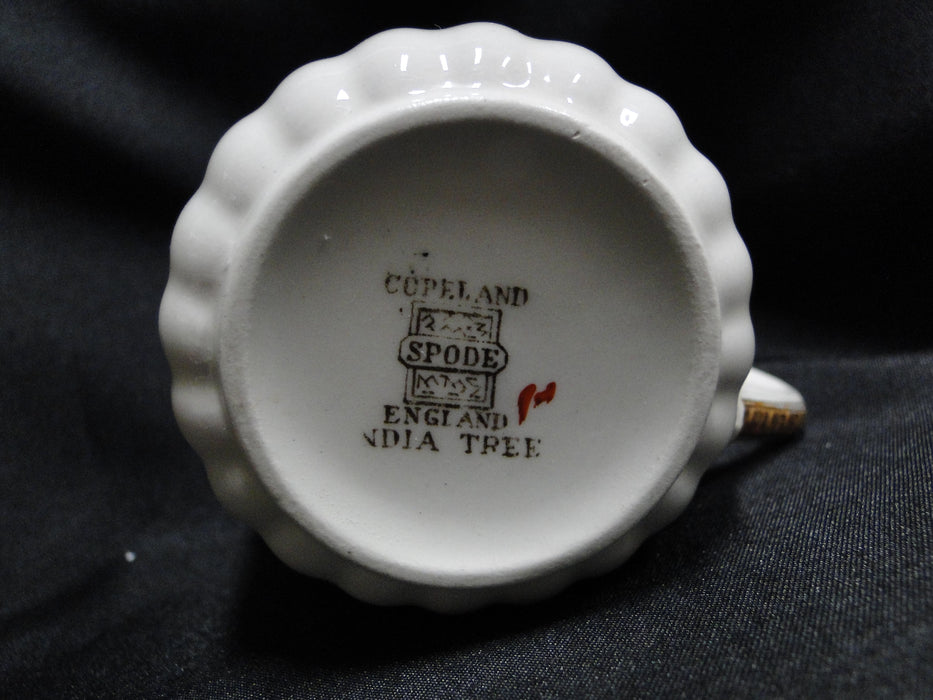 COPELAND
SPODE
ENGLAND
NDIA TREE